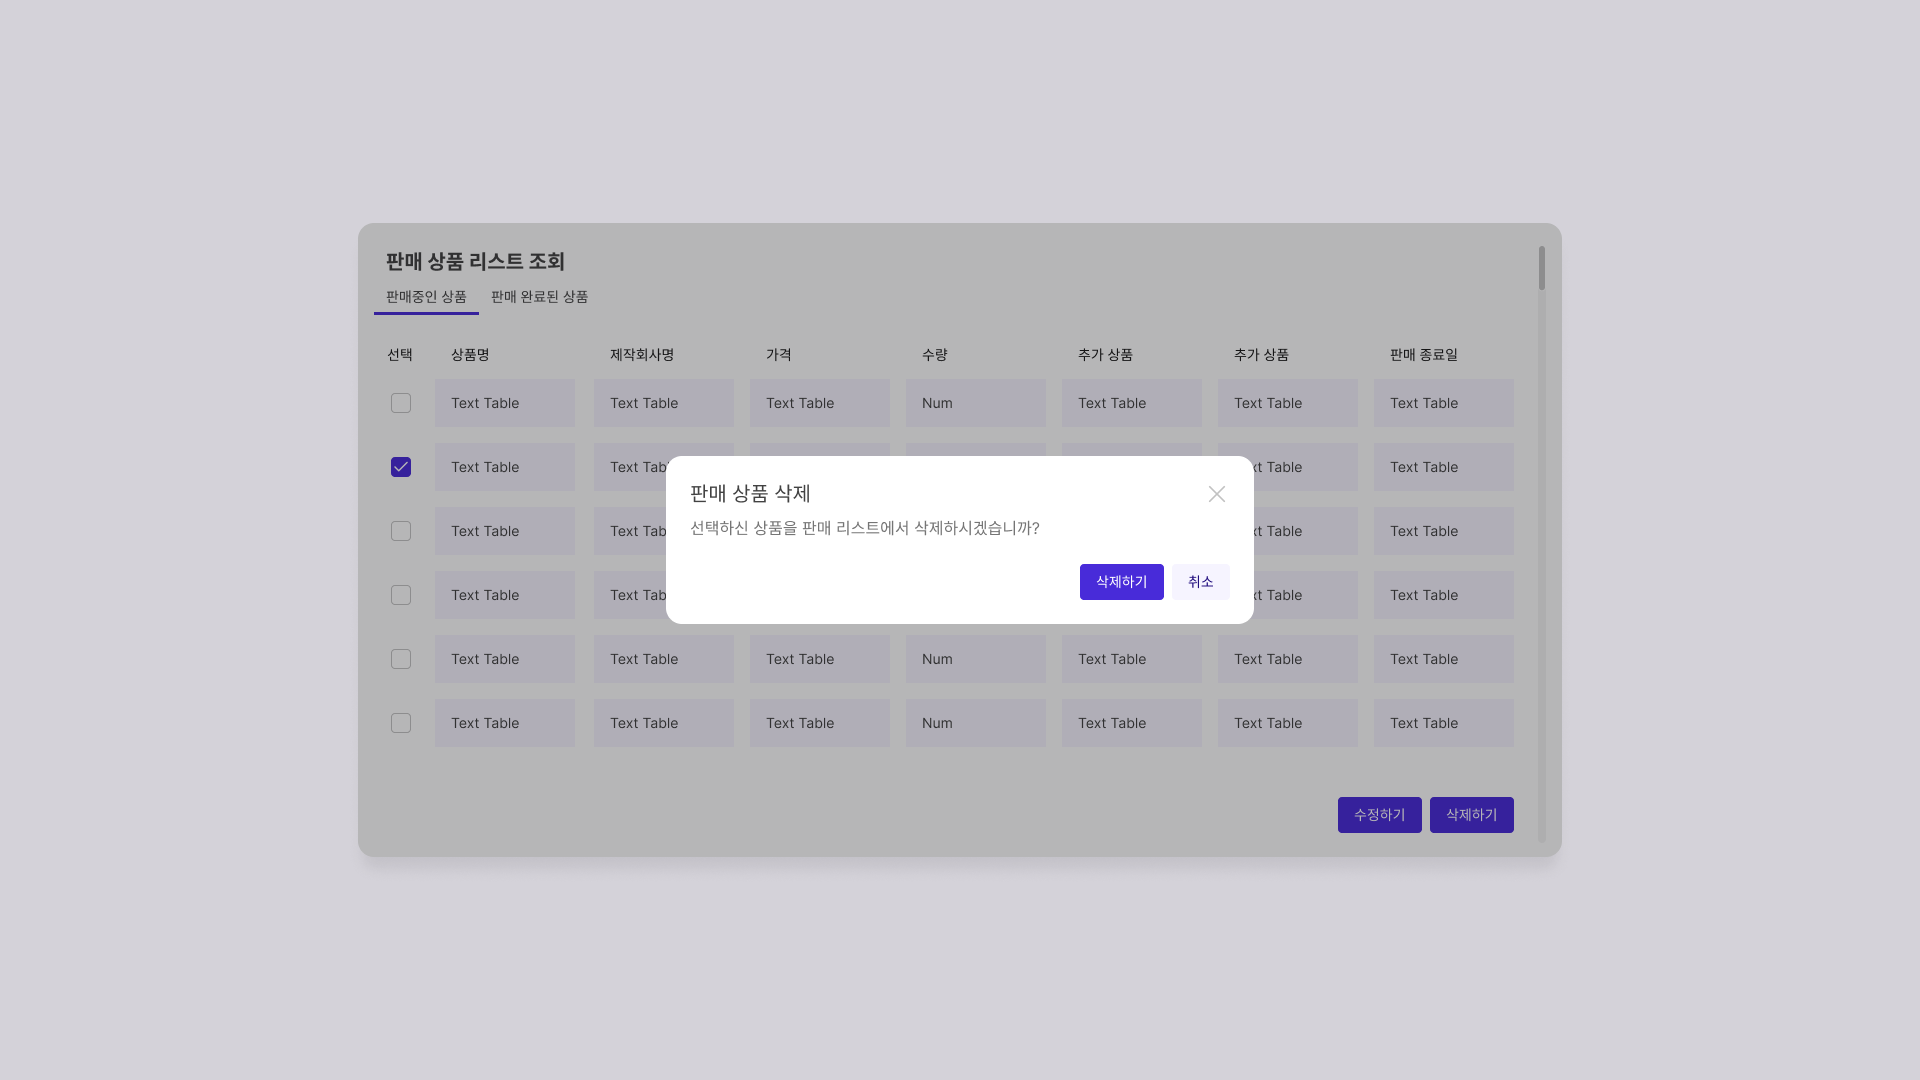 판매 상품 리스트 조회
판매중인 상품 판매 완료된 상품
선택 상품명 제작회사명 가격 수량 추가 상품 추가 상품 판매 종료일
Text Table Text Table Text Table Num Text Table Text Table Text Table
Text Table Text Tab xt Table Text Table
판매 상품 삭제
선택하신 상품을 판매 리스트에서 삭제하시겠습니까?
Text Table Text Tab xt Table Text Table
삭제하기 취소
Text Table Text Tab xt Table Text Table
Text Table Text Table Text Table Num Text Table Text Table Text Table
Text Table Text Table Text Table Num Text Table Text Table Text Table
수정하기 삭제하기